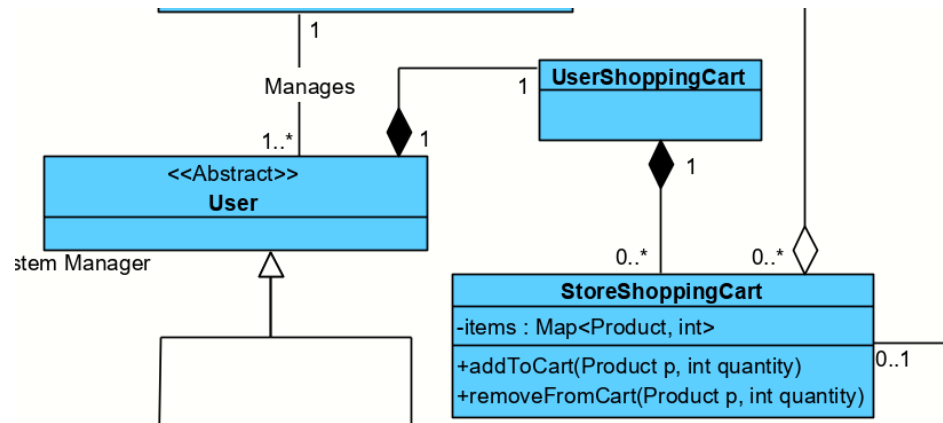 1
Manages
1..*
1
1
UserShoppingCart
<<Abstract>>
User
stem Manager
1
0..*
0..*
StoreShoppingCart
-items : Map<Product, int>
+addToCart(Product p, int quantity)
+removeFromCart(Product p, int quantity)
0..1